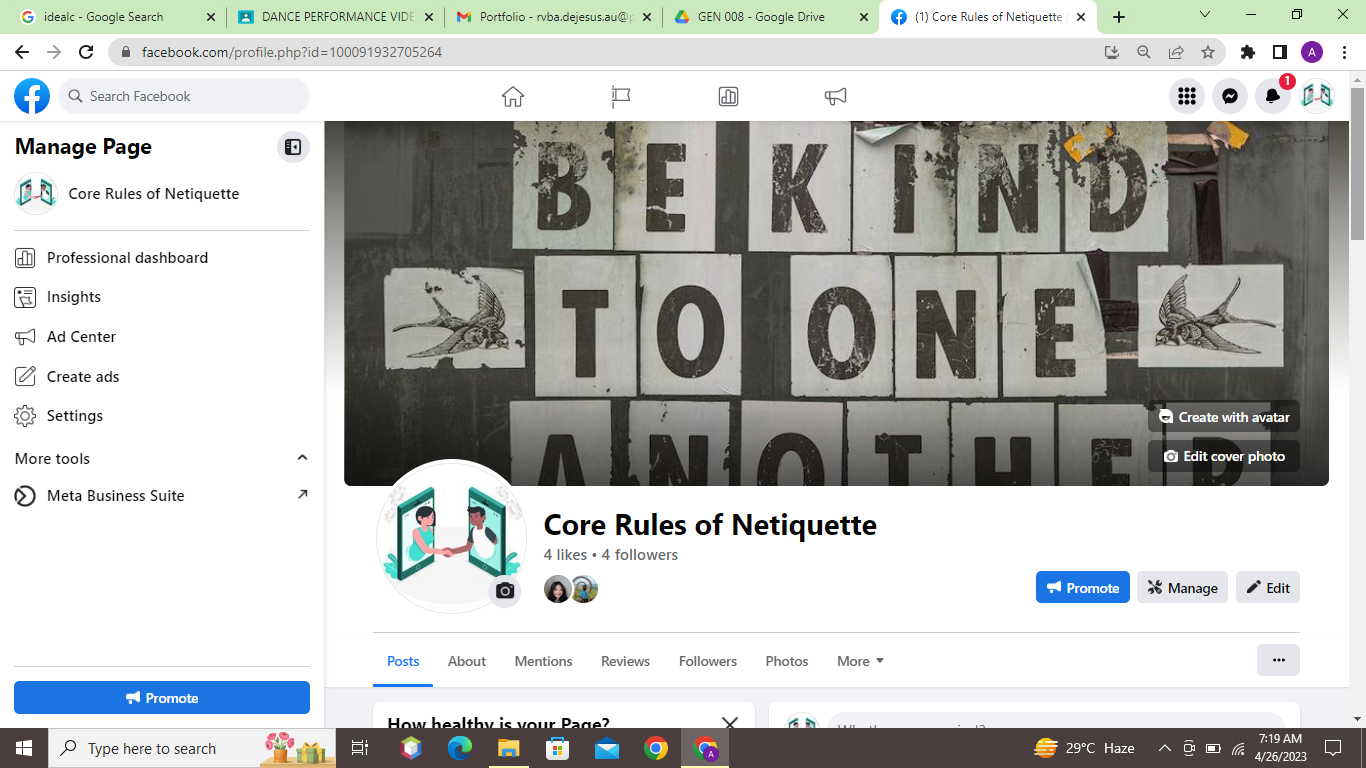 idealc - Google Search
DANCE PERFORMANCE VIDE
Portfolio - rvba.dejesus.au@p
GEN 008 - Google Drive
(1) Core Rules of Netiquette
facebook.com/profile.php?id=100091932705264
A
Search Facebook
1
Manage Page
Core Rules of Netiquette
Professional dashboard
Insights
Ad Center
Create ads
Settings
More tools
Meta Business Suite
Promote
BE KIND
TO ONE
ANOTHER
Create with avatar
Edit cover photo
Core Rules of Netiquette
4 likes • 4 followers
Promote
Manage
Edit
Posts
About
Mentions
Reviews
Followers
Photos
More
How healthy is your Page?
Type here to search
A
29°C Haze
7:19 AM
4/26/2023